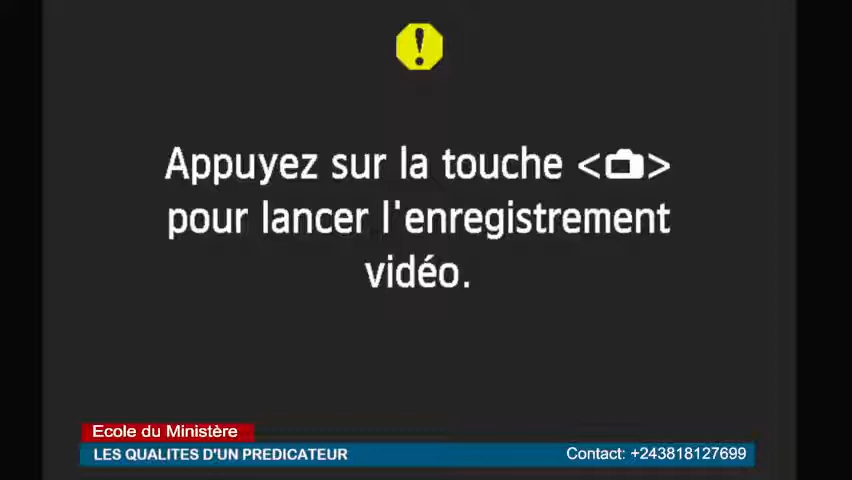 Appuyez sur la touche <📷>
pour lancer l'enregistrement
vidéo.
Ecole du Ministère
LES QUALITES D'UN PREDICATEUR
Contact: +243818127699